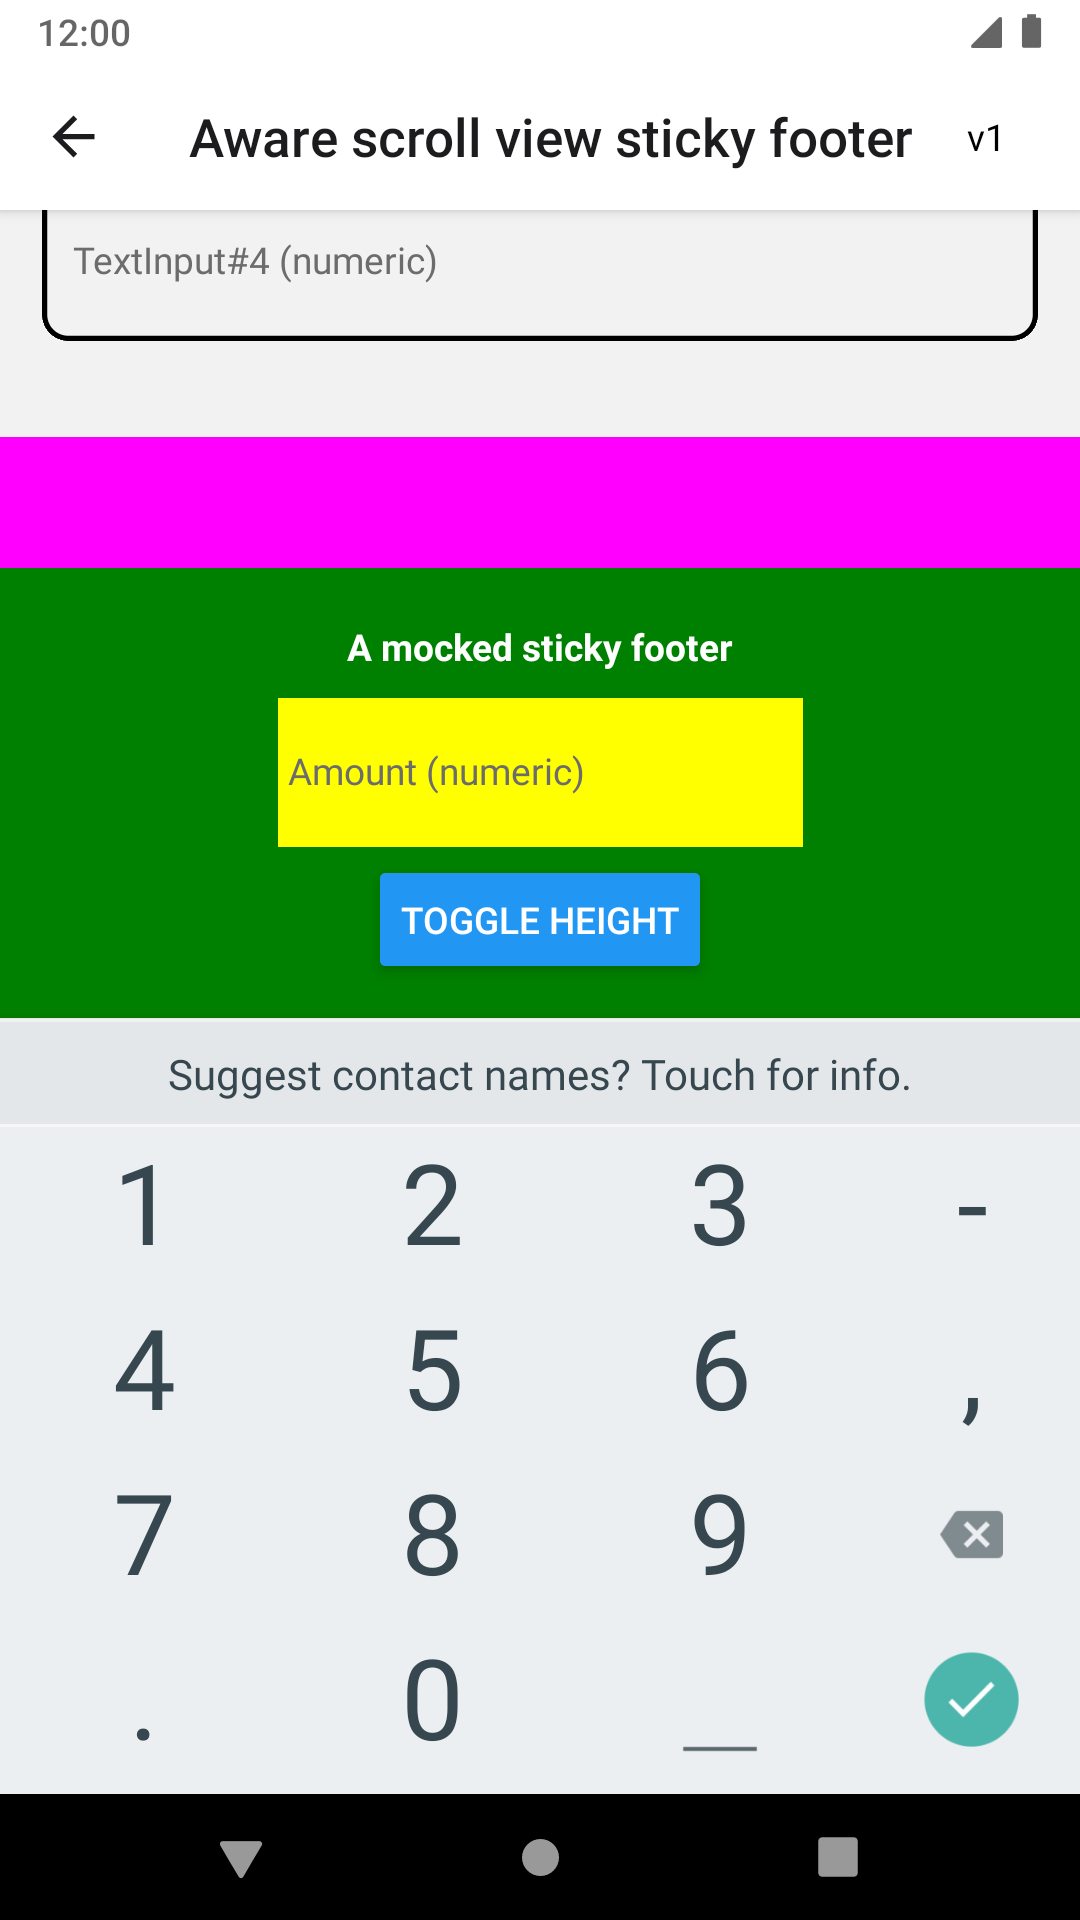 12:00
Aware scroll view sticky footer v1
TextInput#4 (numeric)
A mocked sticky footer
Amount (numeric)
TOGGLE HEIGHT
Suggest contact names? Touch for info.
1 2 3 -
4 5 6 ,
7 8 9
. 0 _